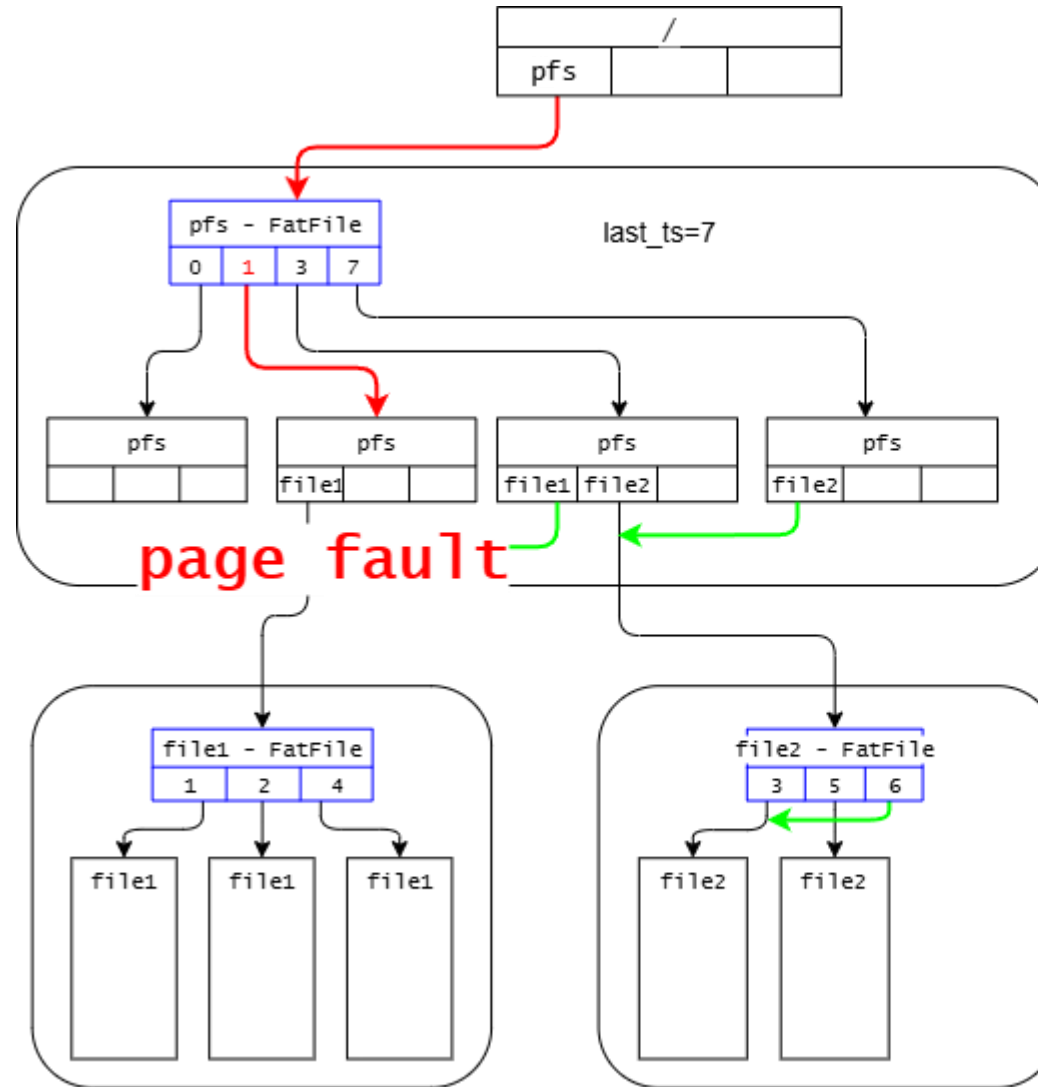 /
pfs
pfs - FatFile
0 1 3 7
last_ts=7
pfs
pfs
pfs
pfs
file1
file1 file2
file2
page fault
file1 - FatFile
1 2 4
file2 - FatFile
3 5 6
file1
file1
file1
file2
file2